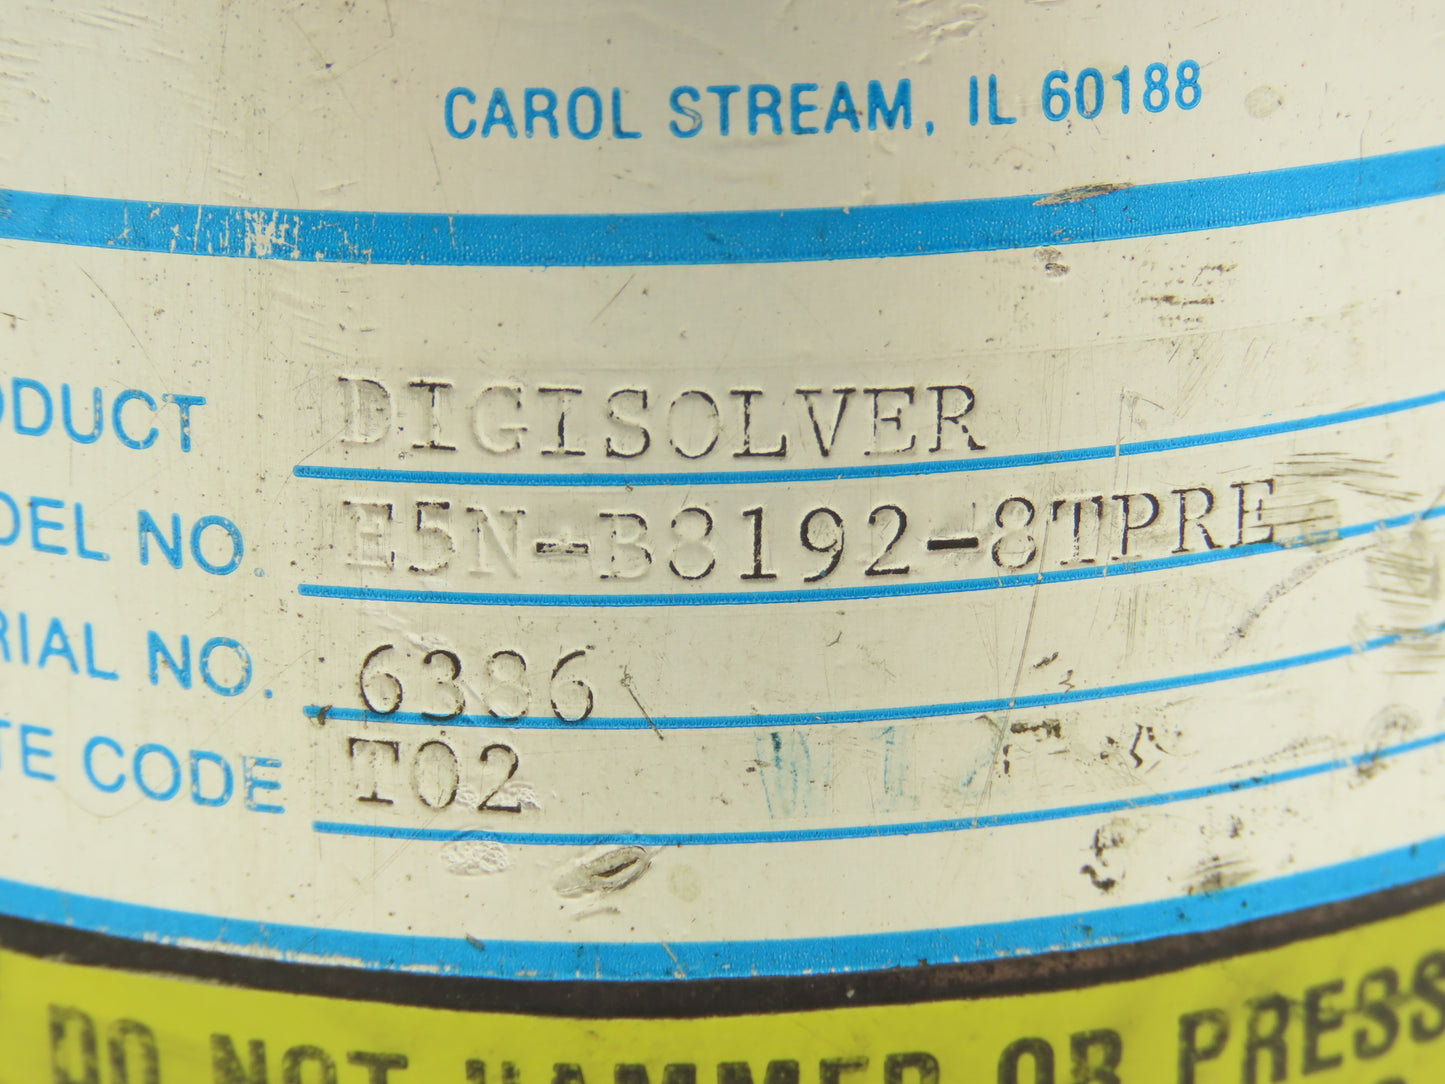 CAROL STREAM, IL 60188
ODUCT DIGISOLVER
DEL NO. E5N-B8192-8TPRE
RIAL NO. 6386
TE CODE T02
DO NOT HAMMER OR PRESS